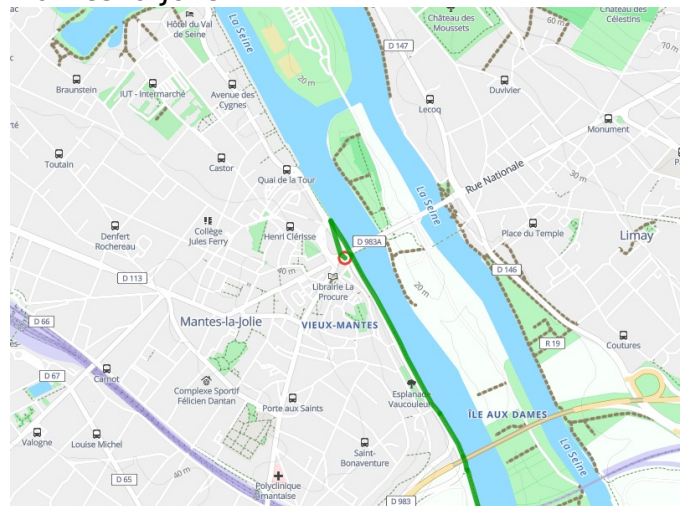 Hôtel du Val
de Seine
La Seine
Château des
Moussets
Château des
Célestins
D 147
20 m
60 m
70 m
Braunstein
IUT - Intermarché
Avenue des
Cygnes
Duvivier
Lecoq
Monument
Toutain
Castor
Quai de la Tour
La Seine
Rue Nationale
30 m
Denfert
Rochereau
Collège
Jules Ferry
Henri Clérisse
D 983A
Place du Temple
Limay
D 113
40 m
Librairie La
Procure
D 146
20 m
D 66
Mantes-la-Jolie
VIEUX-MANTES
R 19
Coutures
D 67
Carnot
Complexe Sportif
Félicien Dantan
Porte aux Saints
Esplanade
ÎLE AUX DAMES
Valogne
Louise Michel
Saint-
Bonaventure
La Seine
D 65
40 m
Polyclinique
D 983